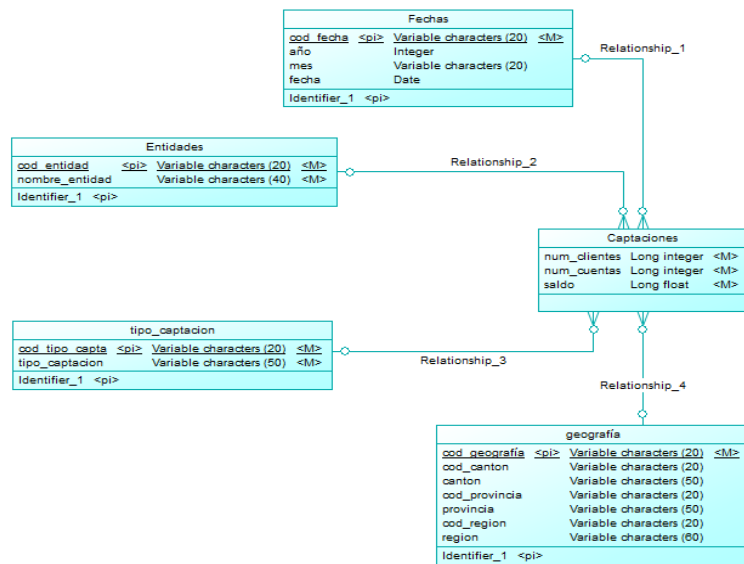 Fechas
cod_fecha <pi> Variable characters (20) <M>
año Integer
mes Variable characters (20)
fecha Date
Identifier_1 <pi>
Relationship_1
Entidades
cod_entidad <pi> Variable characters (20) <M>
nombre_entidad Variable characters (40) <M>
Identifier_1 <pi>
Relationship_2
Captaciones
num_clientes Long integer <M>
num_cuentas Long integer <M>
saldo Long float <M>
tipo_captacion
cod_tipo_capta <pi> Variable characters (20) <M>
tipo_captacion Variable characters (50) <M>
Identifier_1 <pi>
Relationship_3
Relationship_4
geografía
cod_geografía <pi> Variable characters (20) <M>
cod_canton Variable characters (20)
canton Variable characters (50)
cod_provincia Variable characters (20)
provincia Variable characters (50)
cod_region Variable characters (20)
region Variable characters (60)
Identifier_1 <pi>